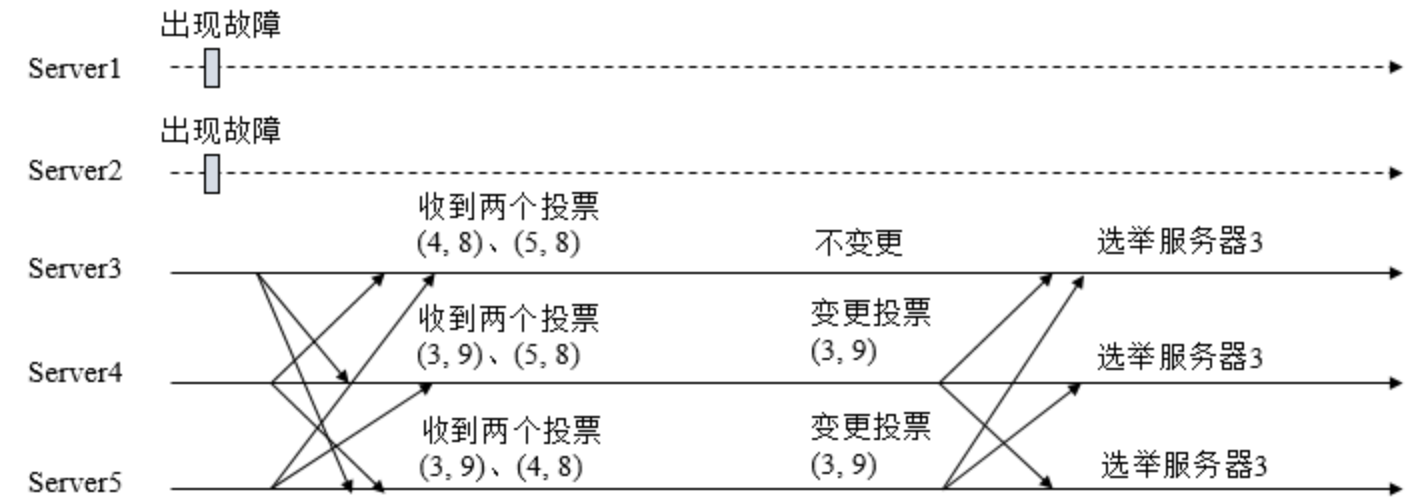 出现故障
Server1
出现故障
Server2
收到两个投票
(4, 8)、(5, 8)
不变更
选举服务器3
Server3
收到两个投票
(3, 9)、(5, 8)
变更投票
(3, 9)
选举服务器3
Server4
收到两个投票
(3, 9)、(4, 8)
变更投票
(3, 9)
选举服务器3
Server5